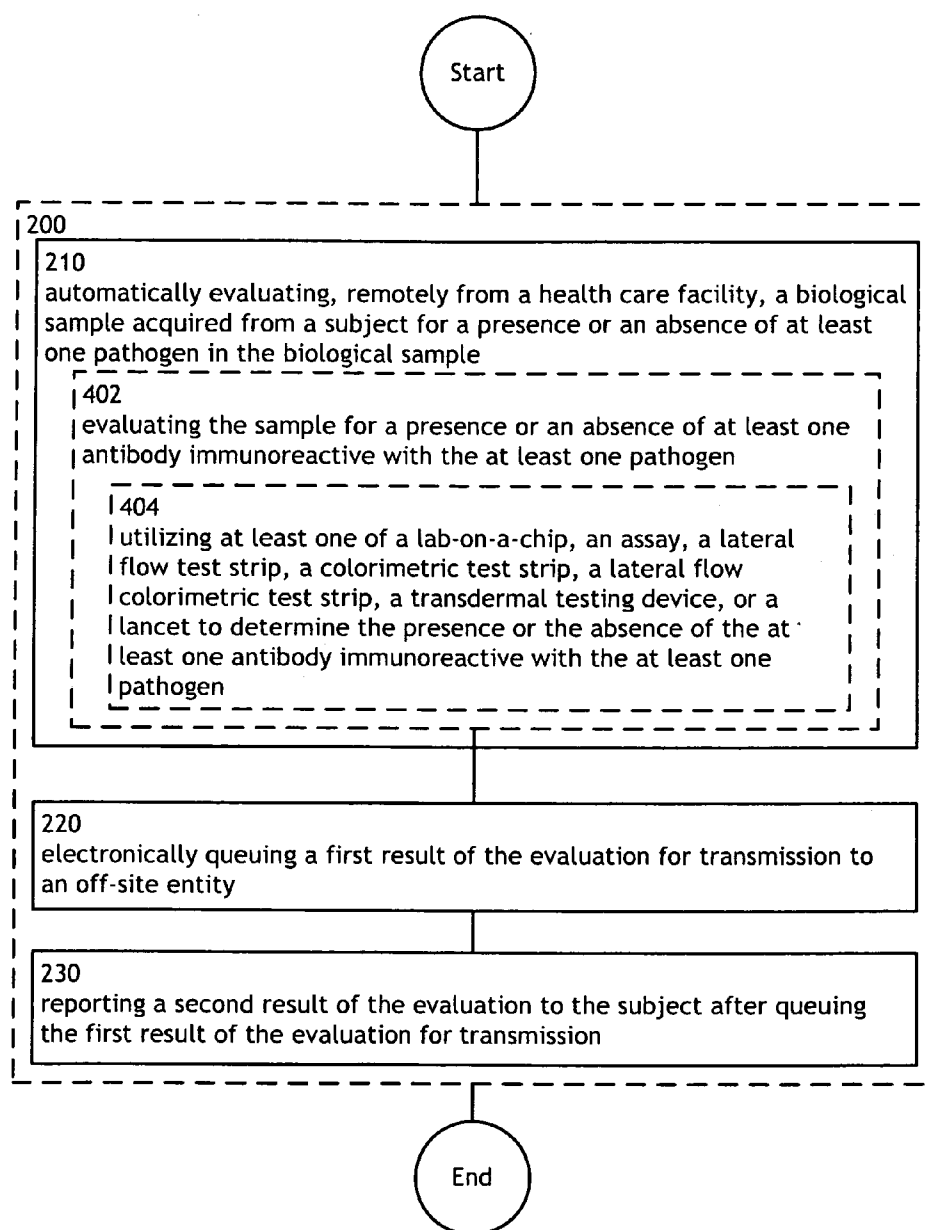 Start
200
210
automatically evaluating, remotely from a health care facility, a biological
sample acquired from a subject for a presence or an absence of at least
one pathogen in the biological sample
402
evaluating the sample for a presence or an absence of at least one
antibody immunoreactive with the at least one pathogen
404
utilizing at least one of a lab-on-a-chip, an assay, a lateral
flow test strip, a colorimetric test strip, a lateral flow
colorimetric test strip, a transdermal testing device, or a
lancet to determine the presence or the absence of the at
least one antibody immunoreactive with the at least one
pathogen
220
electronically queuing a first result of the evaluation for transmission to
an off-site entity
230
reporting a second result of the evaluation to the subject after queuing
the first result of the evaluation for transmission
End